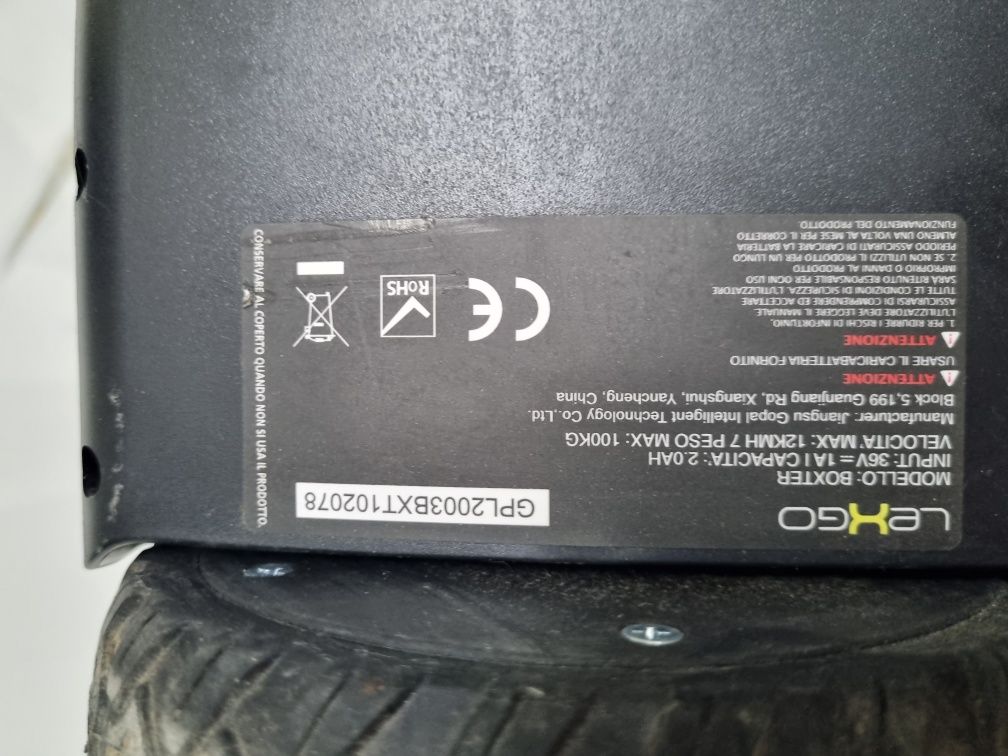 LEXGO
MODELLO: BOXTER
INPUT: 36V⎓1A I CAPACITA': 2.0AH
VELOCITA' MAX: 12KMH 7 PESO MAX: 100KG
Manufacturer: Jiangsu Gopal Intelligent Technology Co.,Ltd.
Block 5,199 Guanjiang Rd, Xiangshui, Yancheng, China
ATTENZIONE
USARE IL CARICABATTERIA FORNITO
ATTENZIONE
1. PER RIDURRE I RISCHI DI INFORTUNIO,
L'UTILIZZATORE DEVE LEGGERE IL MANUALE,
ASSICURARSI DI COMPRENDERE ED ACCETTARE
TUTTE LE CONDIZIONI DI SICUREZZA. L'UTILIZZATORE
SARÀ RITENUTO RESPONSABILE PER OGNI USO
IMPROPRIO O DANNI AL PRODOTTO
2. SE NON UTILIZZI IL PRODOTTO PER UN LUNGO
PERIODO ASSICURATI DI CARICARE LA BATTERIA
ALMENO UNA VOLTA AL MESE PER IL CORRETTO
FUNZIONAMENTO DEL PRODOTTO.
GPL2003BXT102078
CE
RoHS
CONSERVARE AL COPERTO QUANDO NON SI USA IL PRODOTTO.